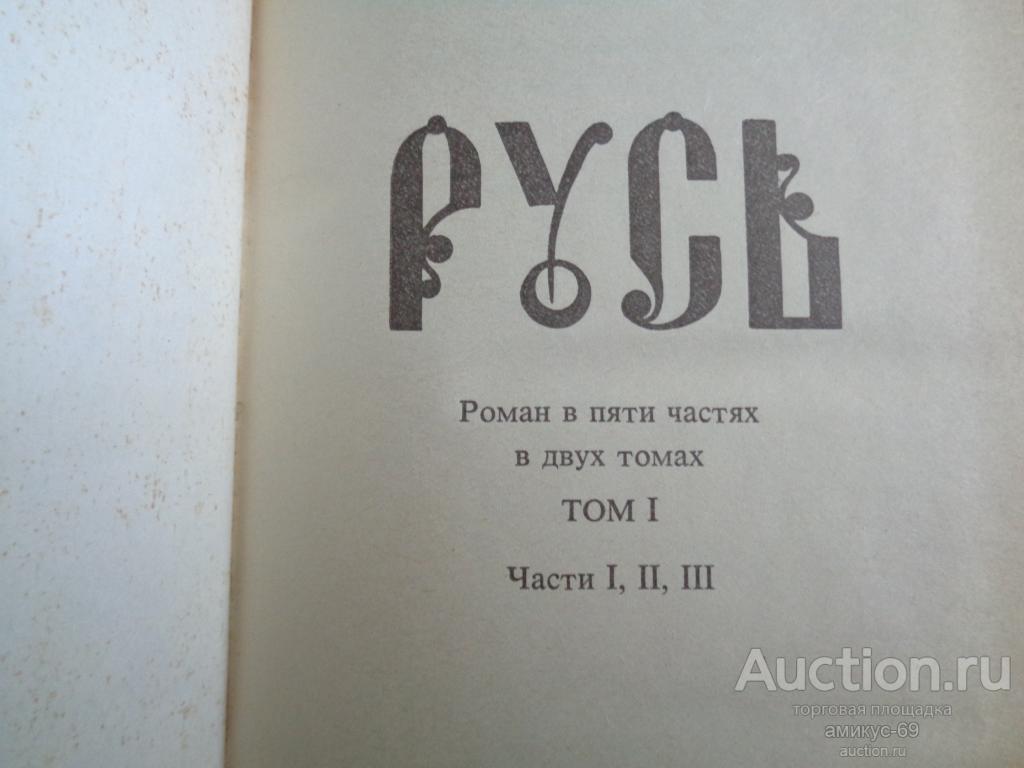 РУСЬ
Роман в пяти частях
в двух томах
ТОМ I
Части I, II, III
Auction.ru
торговая площадка
амикус-69
auction.ru